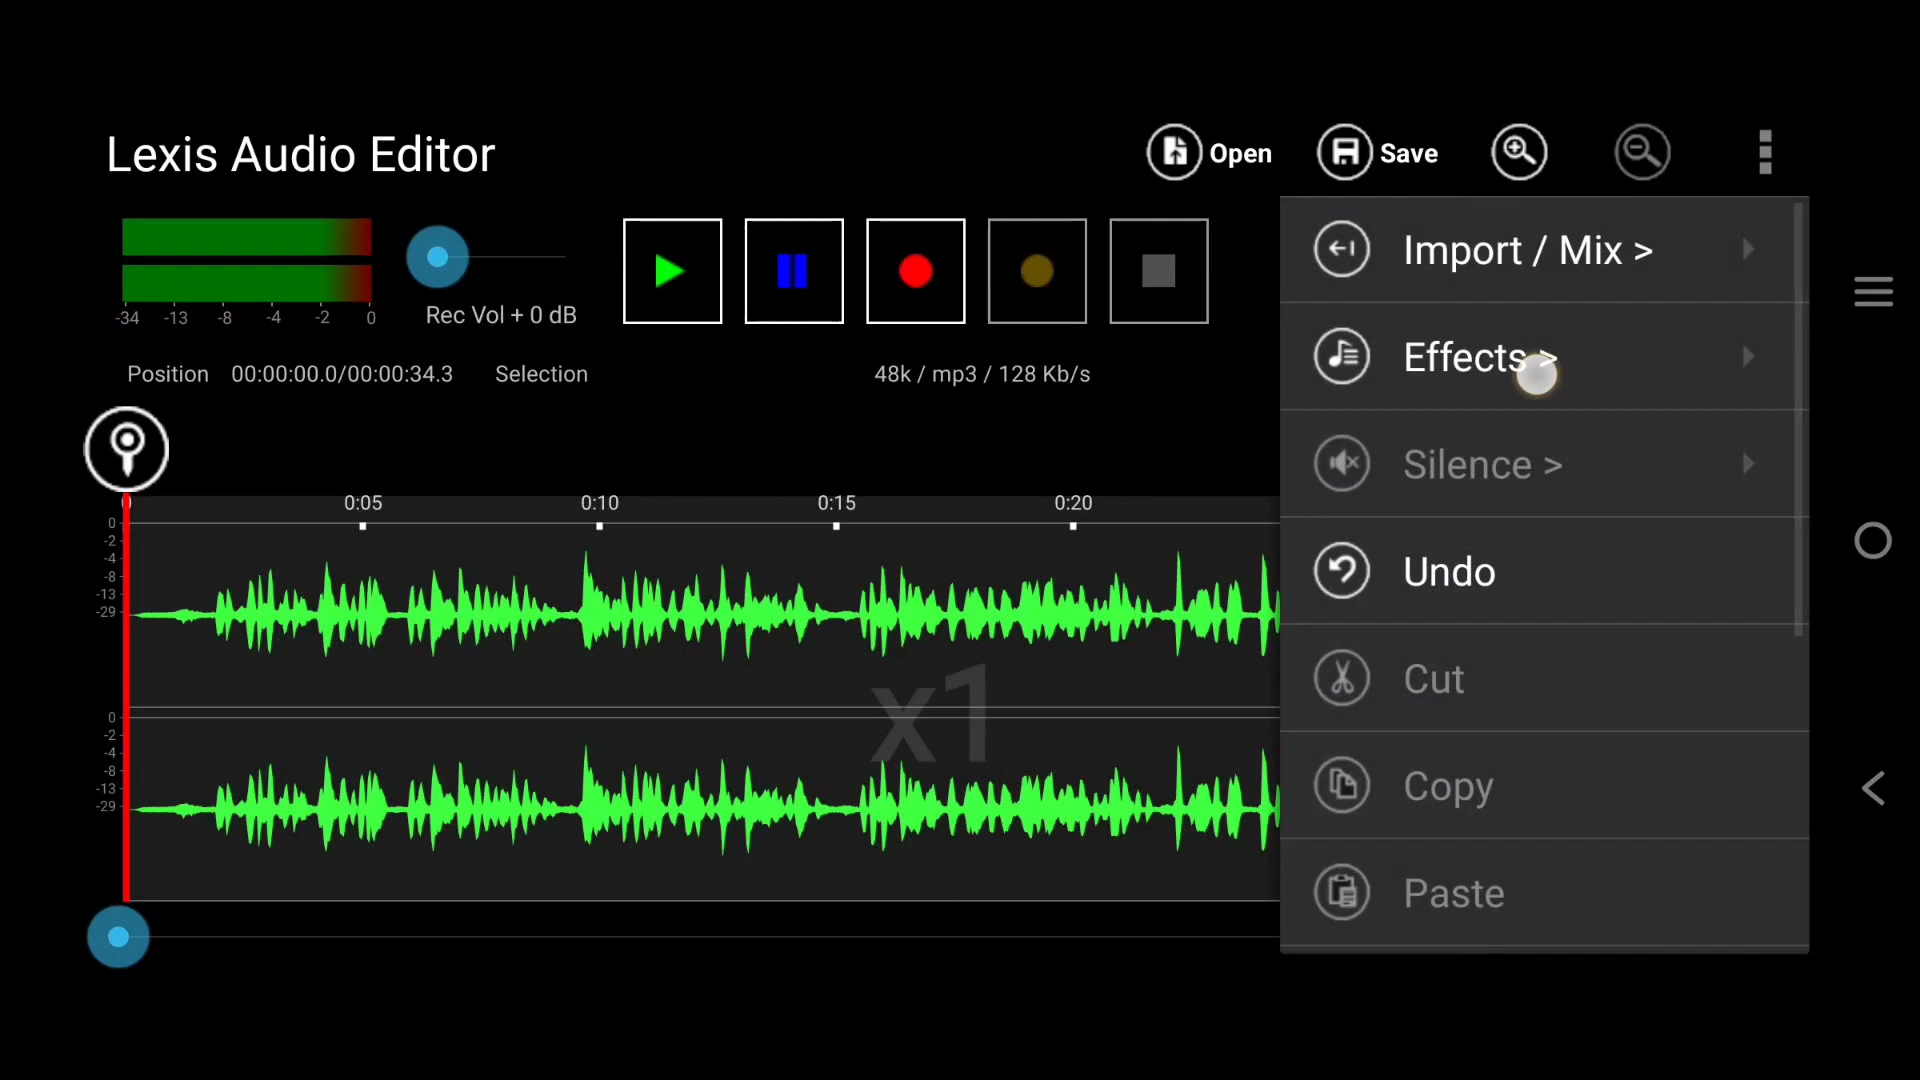 Lexis Audio Editor
Open
Save
-34 -13 -8 -4 -2 0
Rec Vol + 0 dB
Position 00:00:00.0/00:00:34.3 Selection 48k / mp3 / 128 Kb/s
0:05 0:10 0:15 0:20
0
-2
-4
-8
-13
-29
x1
0
-2
-4
-8
-13
-29
Import / Mix >
Effects >
Silence >
Undo
Cut
Copy
Paste